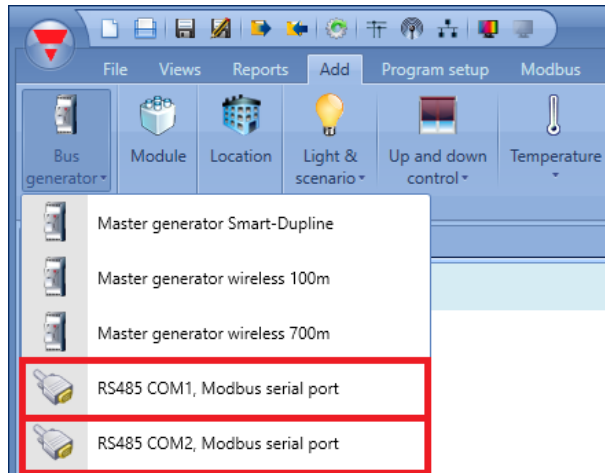 File Views Reports Add Program setup Modbus
Bus generator Module Location Light & scenario Up and down control Temperature
Master generator Smart-Dupline
Master generator wireless 100m
Master generator wireless 700m
RS485 COM1, Modbus serial port
RS485 COM2, Modbus serial port